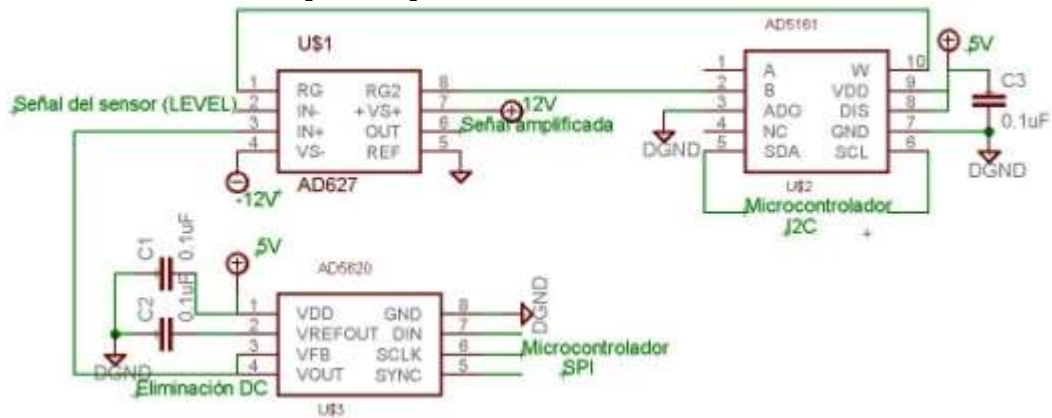 U$1
AD627
1 RG RG2 8
2 IN- +VS+ 7
3 IN+ OUT 6
4 VS- REF 5
Señal del sensor (LEVEL)
12V
Señal amplificada
-12V
AD5161
1 A W 10
2 B VDD 9
3 ADO DIS 8
4 NC GND 7
5 SDA SCL 6
U$2
5V
C3
0.1uF
DGND
DGND
Microcontrolador
I2C
C1
0.1uF
C2
0.1uF
5V
DGND
AD5620
1 VDD GND 8
2 VREFOUT DIN 7
3 VFB SCLK 6
4 VOUT SYNC 5
U$3
DGND
Microcontrolador
SPI
Eliminación DC